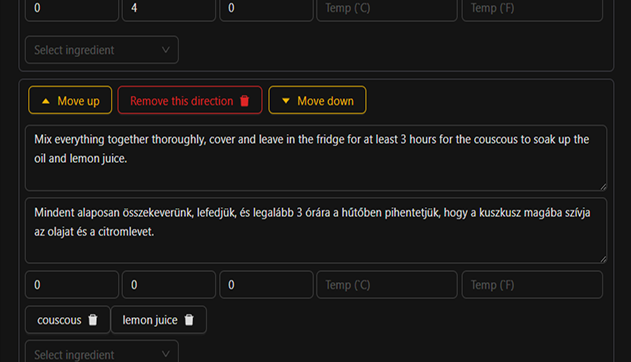 0 4 0 Temp (˚C) Temp (˚F)
Select ingredient
Move up Remove this direction Move down
Mix everything together thoroughly, cover and leave in the fridge for at least 3 hours for the couscous to soak up the
oil and lemon juice.
Mindent alaposan összekeverünk, lefedjük, és legalább 3 órára a hűtőben pihentetjük, hogy a kuszkusz magába szívja
az olajat és a citromlevet.
0 0 0 Temp (˚C) Temp (˚F)
couscous lemon juice
Select ingredient